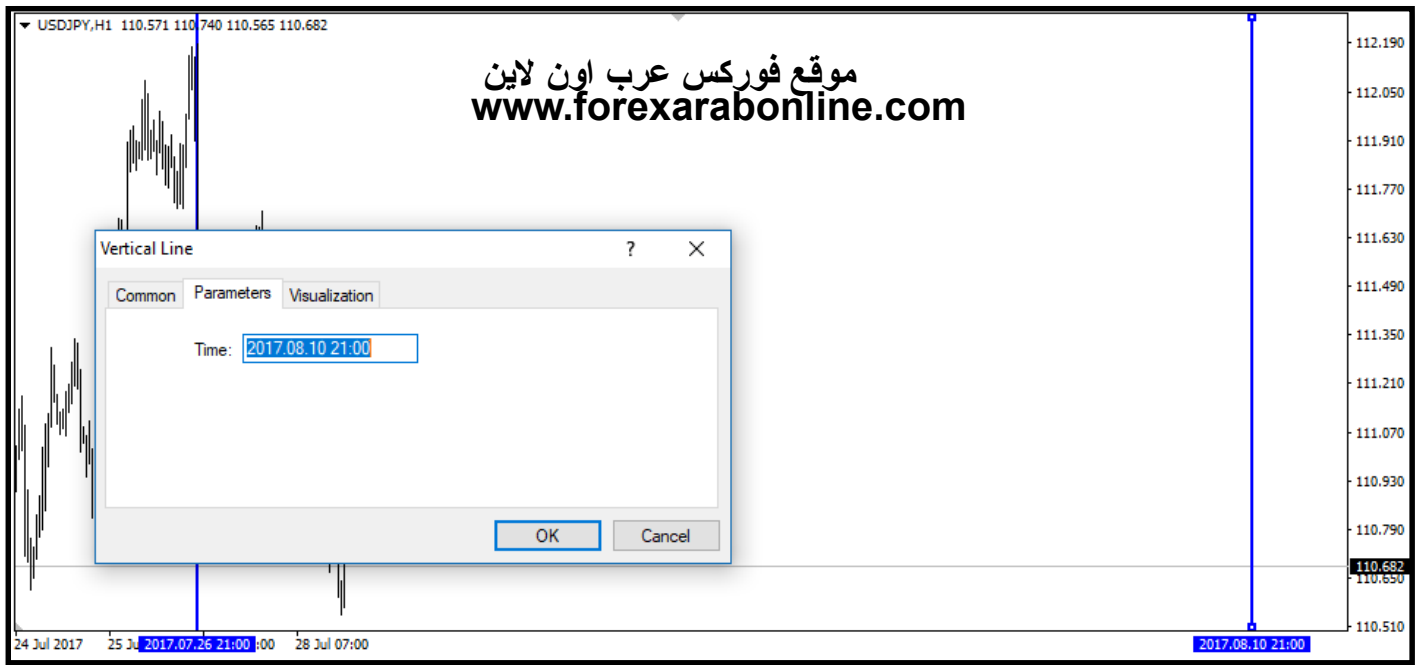 USDJPY,H1 110.571 110.740 110.565 110.682
موقع فوركس عرب اون لاين
www.forexarabonline.com
112.190
112.050
111.910
111.770
111.630
111.490
111.350
111.210
111.070
110.930
110.790
110.682
110.650
110.510
Vertical Line ?
Common Parameters Visualization
Time: 2017.08.10 21:00
OK Cancel
24 Jul 2017 25 Ju 2017.07.26 21:00 :00 28 Jul 07:00 2017.08.10 21:00